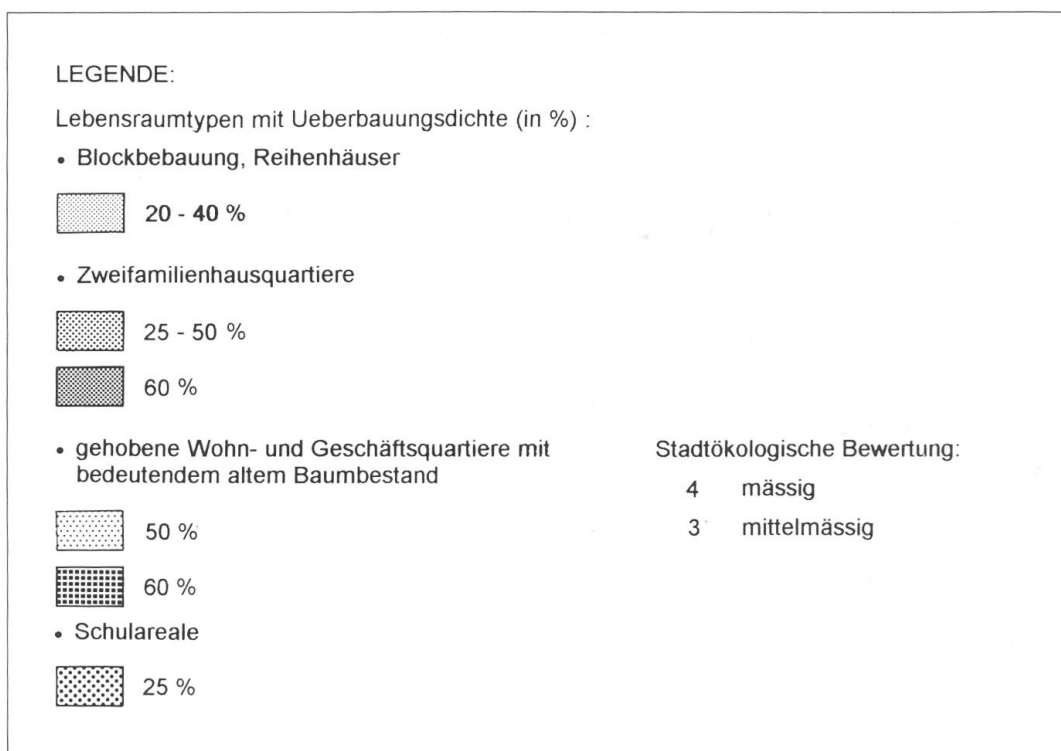 LEGENDE:
Lebensraumtypen mit Ueberbauungsdichte (in %) :
• Blockbebauung, Reihenhäuser
20 - 40 %
• Zweifamilienhausquartiere
25 - 50 %
60 %
• gehobene Wohn- und Geschäftsquartiere mit
bedeutendem altem Baumbestand
50 %
60 %
• Schulareale
25 %
Stadtökologische Bewertung:
4 mässig
3 mittelmässig